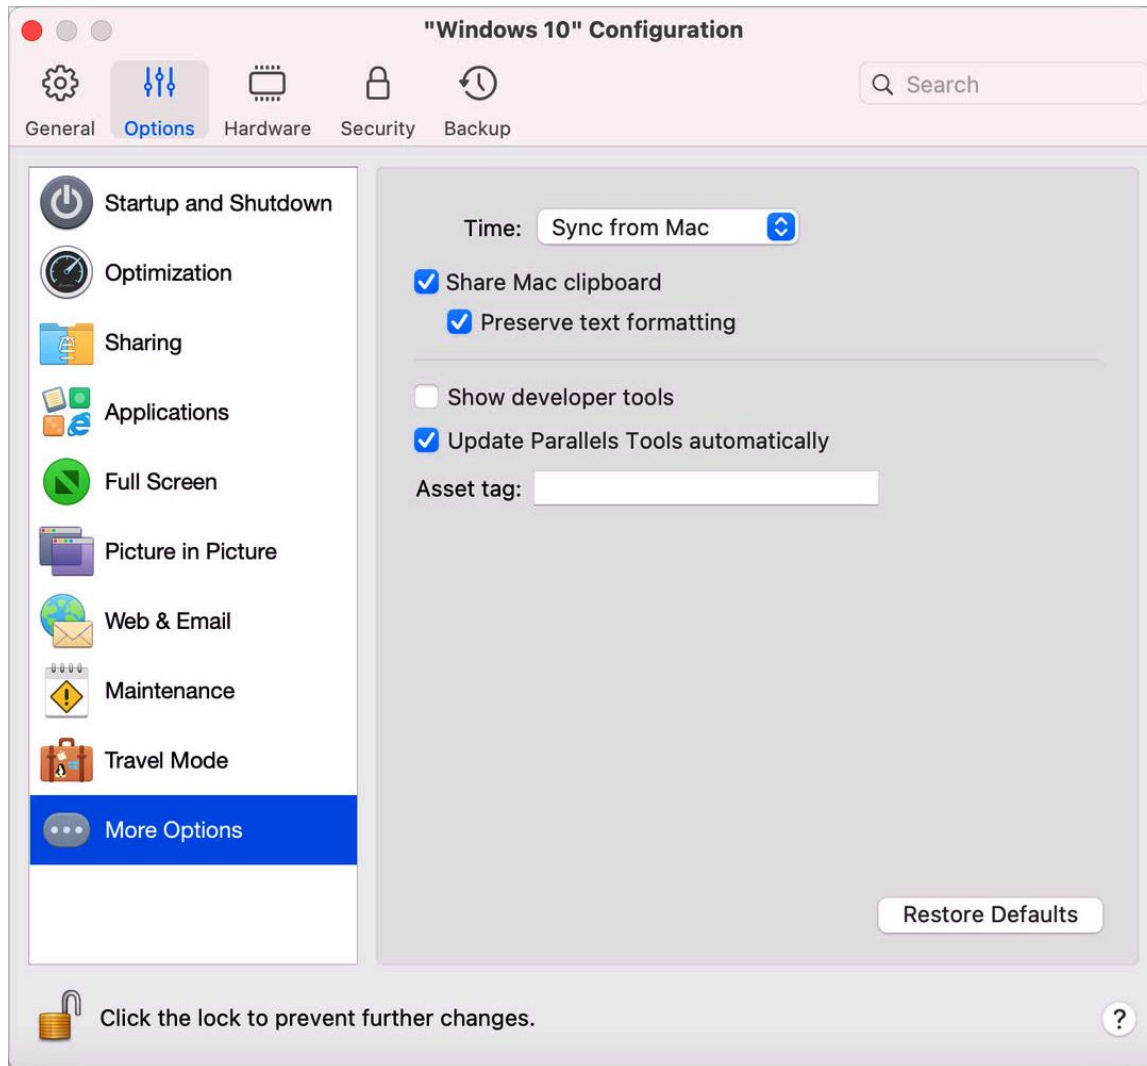 "Windows 10" Configuration
General
Options
Hardware
Security
Backup
Search
Startup and Shutdown
Optimization
Sharing
Applications
Full Screen
Picture in Picture
Web & Email
Maintenance
Travel Mode
More Options
Time: Sync from Mac
Share Mac clipboard
Preserve text formatting
Show developer tools
Update Parallels Tools automatically
Asset tag:
Restore Defaults
Click the lock to prevent further changes.
?